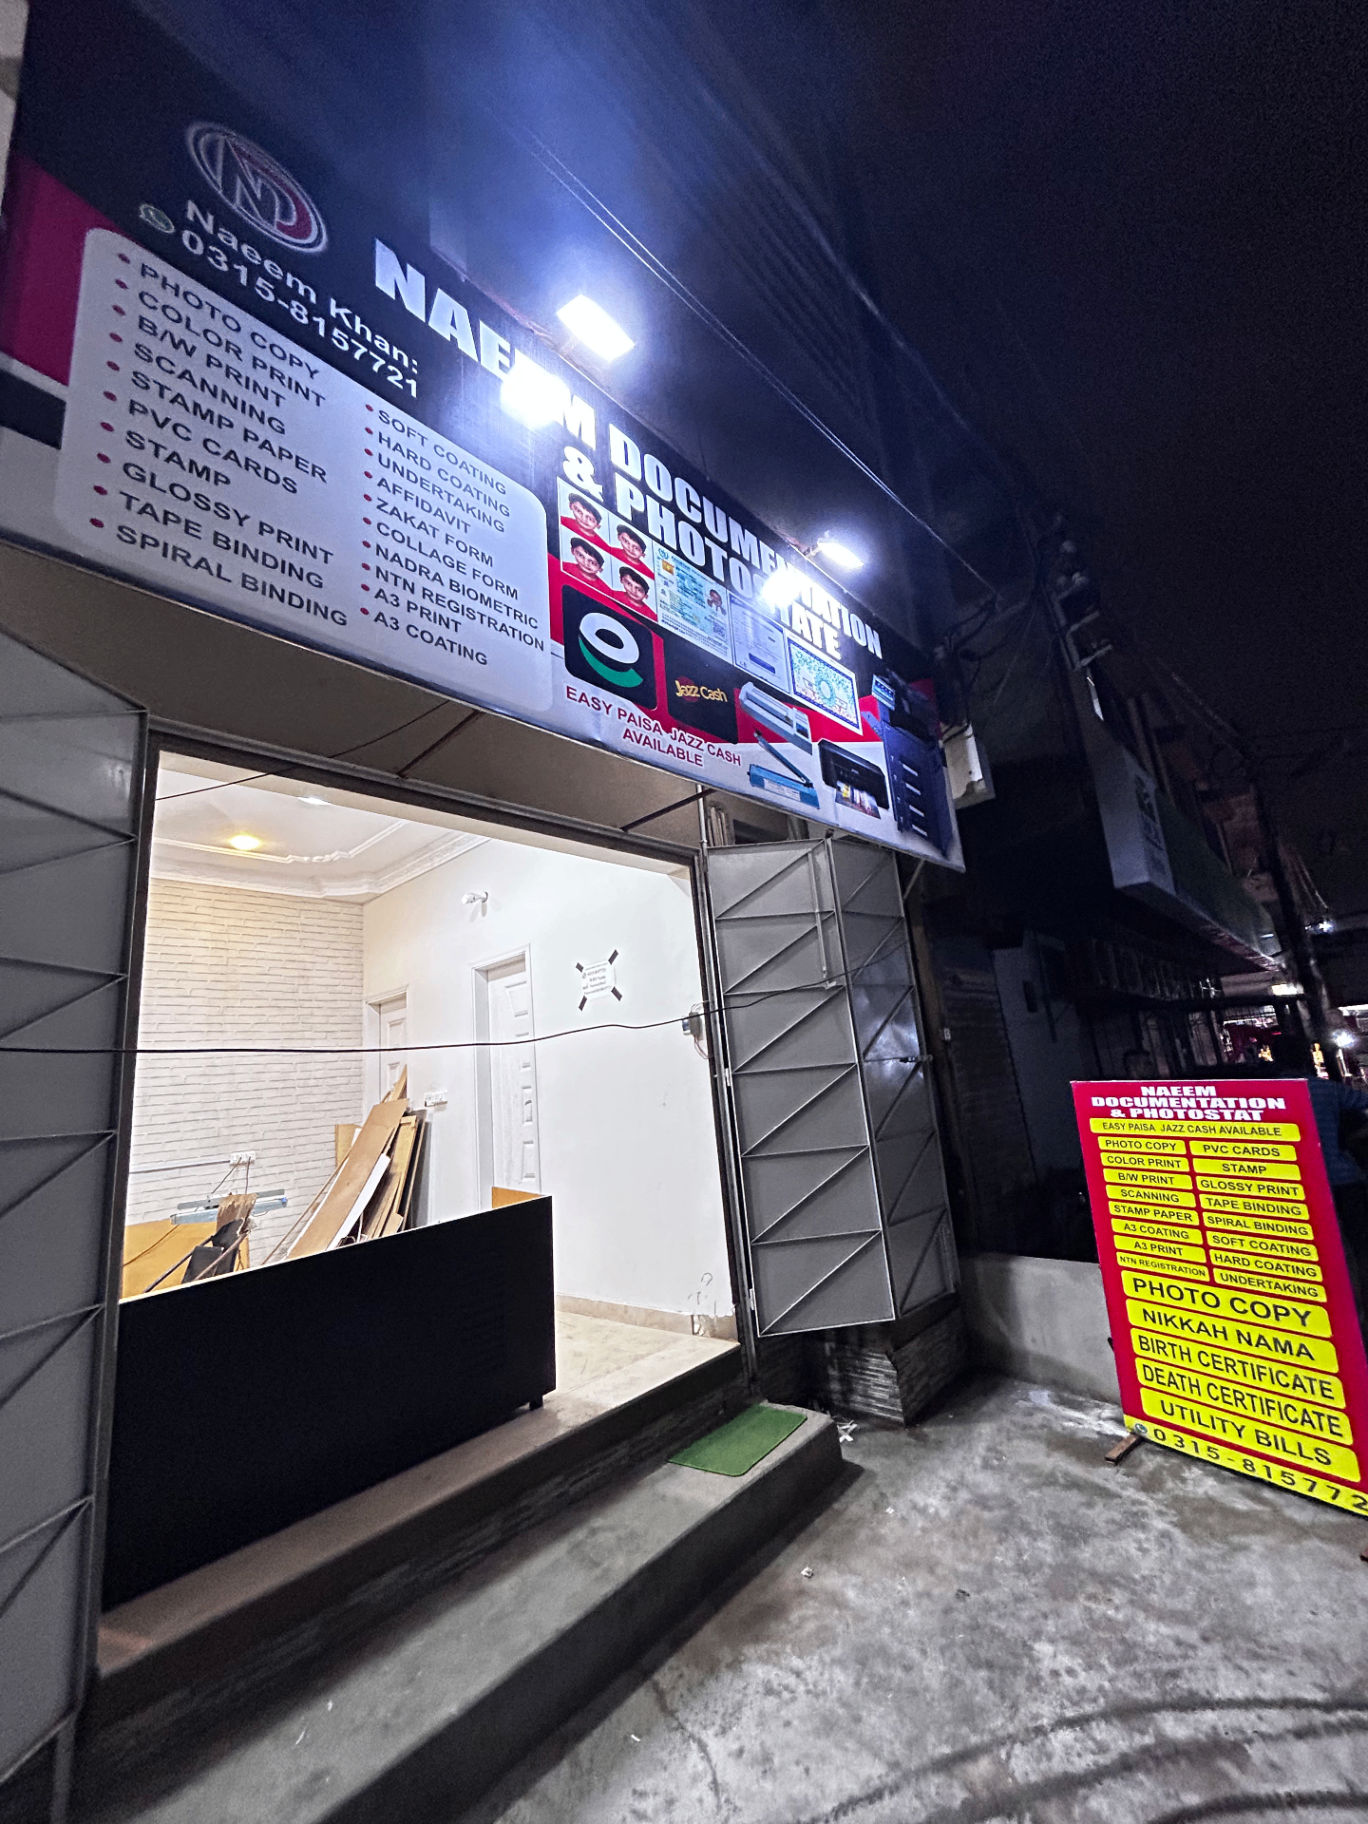 Naeem Khan:
0315-8157721
NAEEM DOCUMENTATION
& PHOTOSTATE
PHOTO COPY
COLOR PRINT
B/W PRINT
SCANNING
STAMP PAPER
PVC CARDS
STAMP
GLOSSY PRINT
TAPE BINDING
SPIRAL BINDING
SOFT COATING
HARD COATING
UNDERTAKING
AFFIDAVIT
ZAKAT FORM
COLLAGE FORM
NADRA BIOMETRIC
NTN REGISTRATION
A3 PRINT
A3 COATING
JazzCash
EASY PAISA JAZZ CASH
AVAILABLE
NAEEM
DOCUMENTATION
& PHOTOSTAT
EASY PAISA JAZZ CASH AVAILABLE
PHOTO COPY
COLOR PRINT
B/W PRINT
SCANNING
STAMP PAPER
A3 COATING
A3 PRINT
NTN REGISTRATION
PVC CARDS
STAMP
GLOSSY PRINT
TAPE BINDING
SPIRAL BINDING
SOFT COATING
HARD COATING
UNDERTAKING
PHOTO COPY
NIKKAH NAMA
BIRTH CERTIFICATE
DEATH CERTIFICATE
UTILITY BILLS
0315-815772